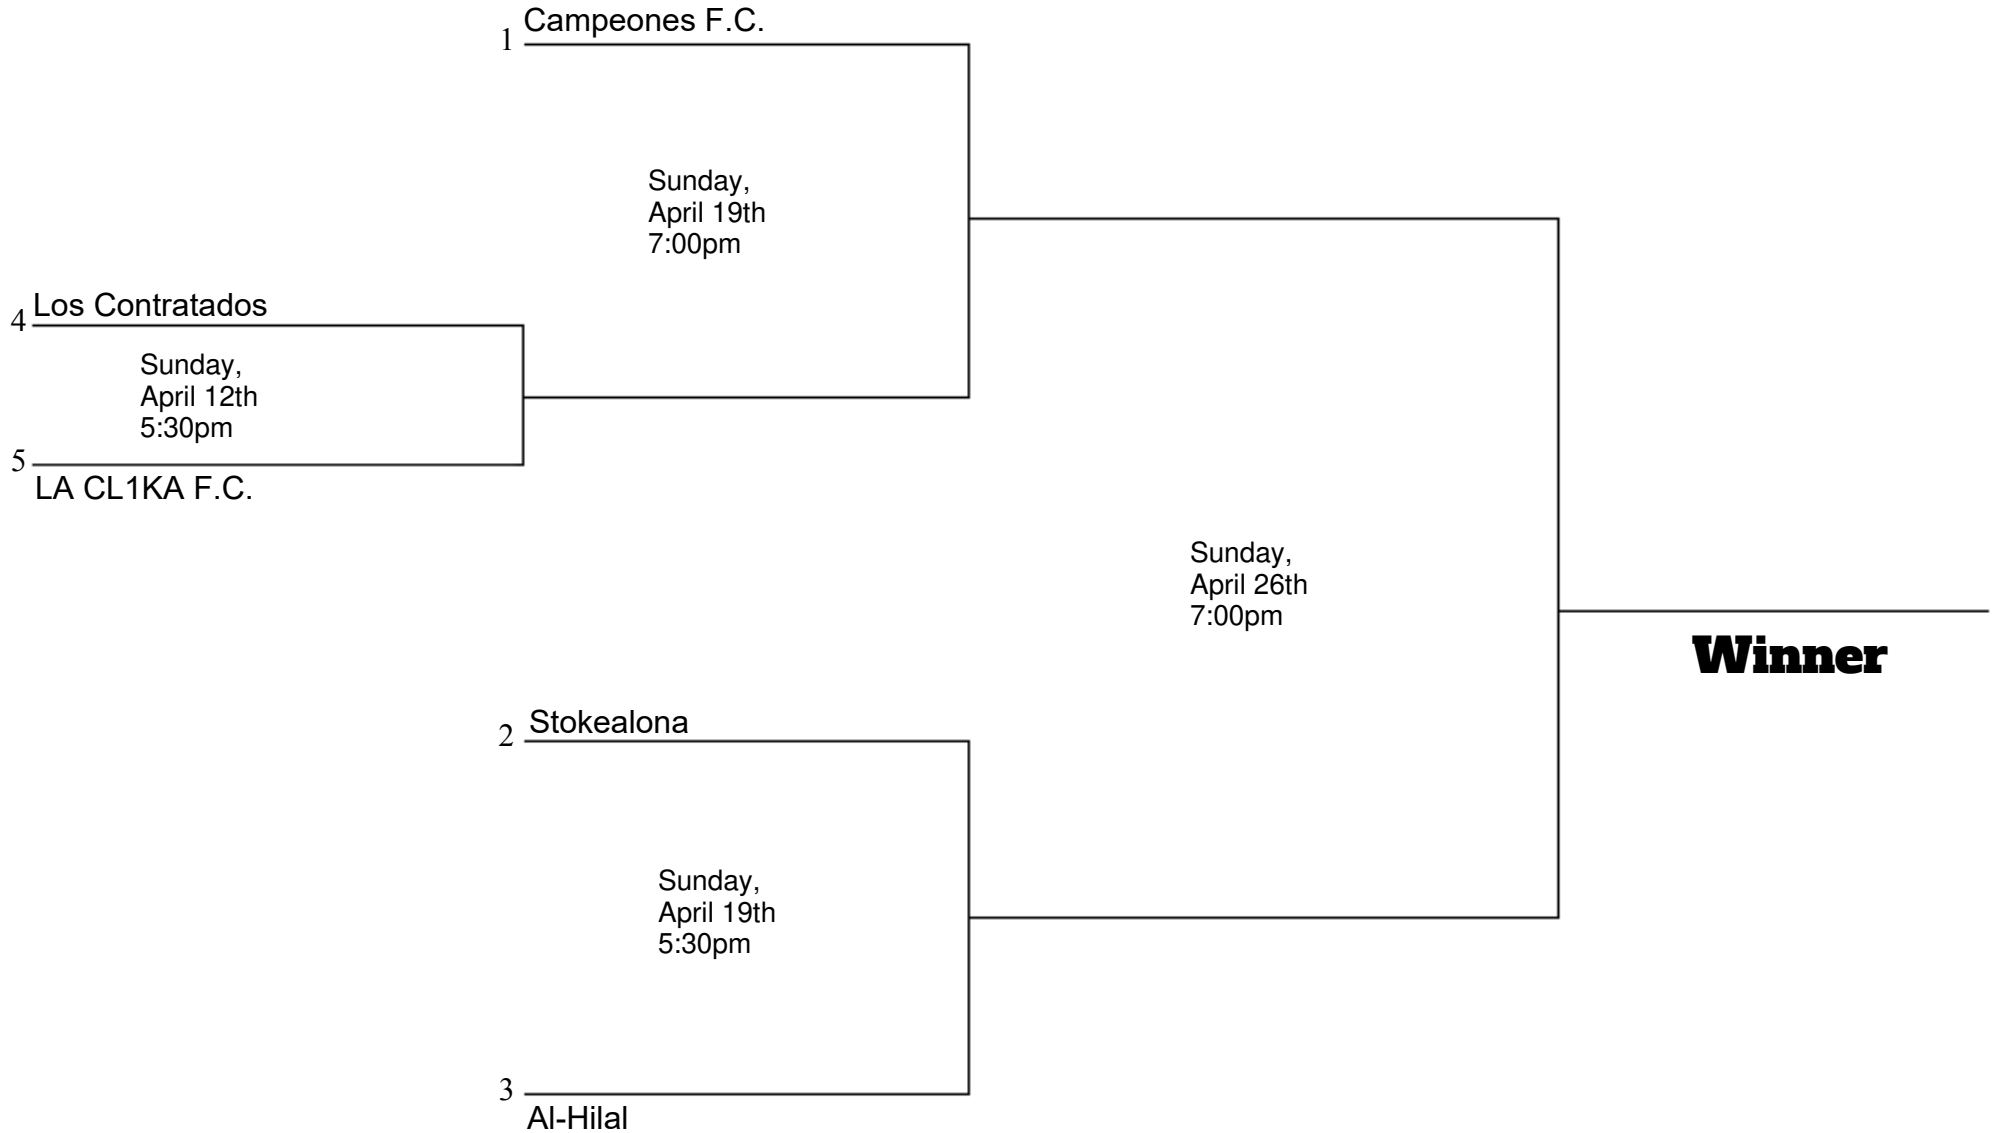 Campeones F.C.
1
Sunday,
April 19th
7:00pm
Los Contratados
4
Sunday,
April 12th
5:30pm
5
LA CL1KA F.C.
Sunday,
April 26th
7:00pm
Winner
Stokealona
2
Sunday,
April 19th
5:30pm
3
Al-Hilal